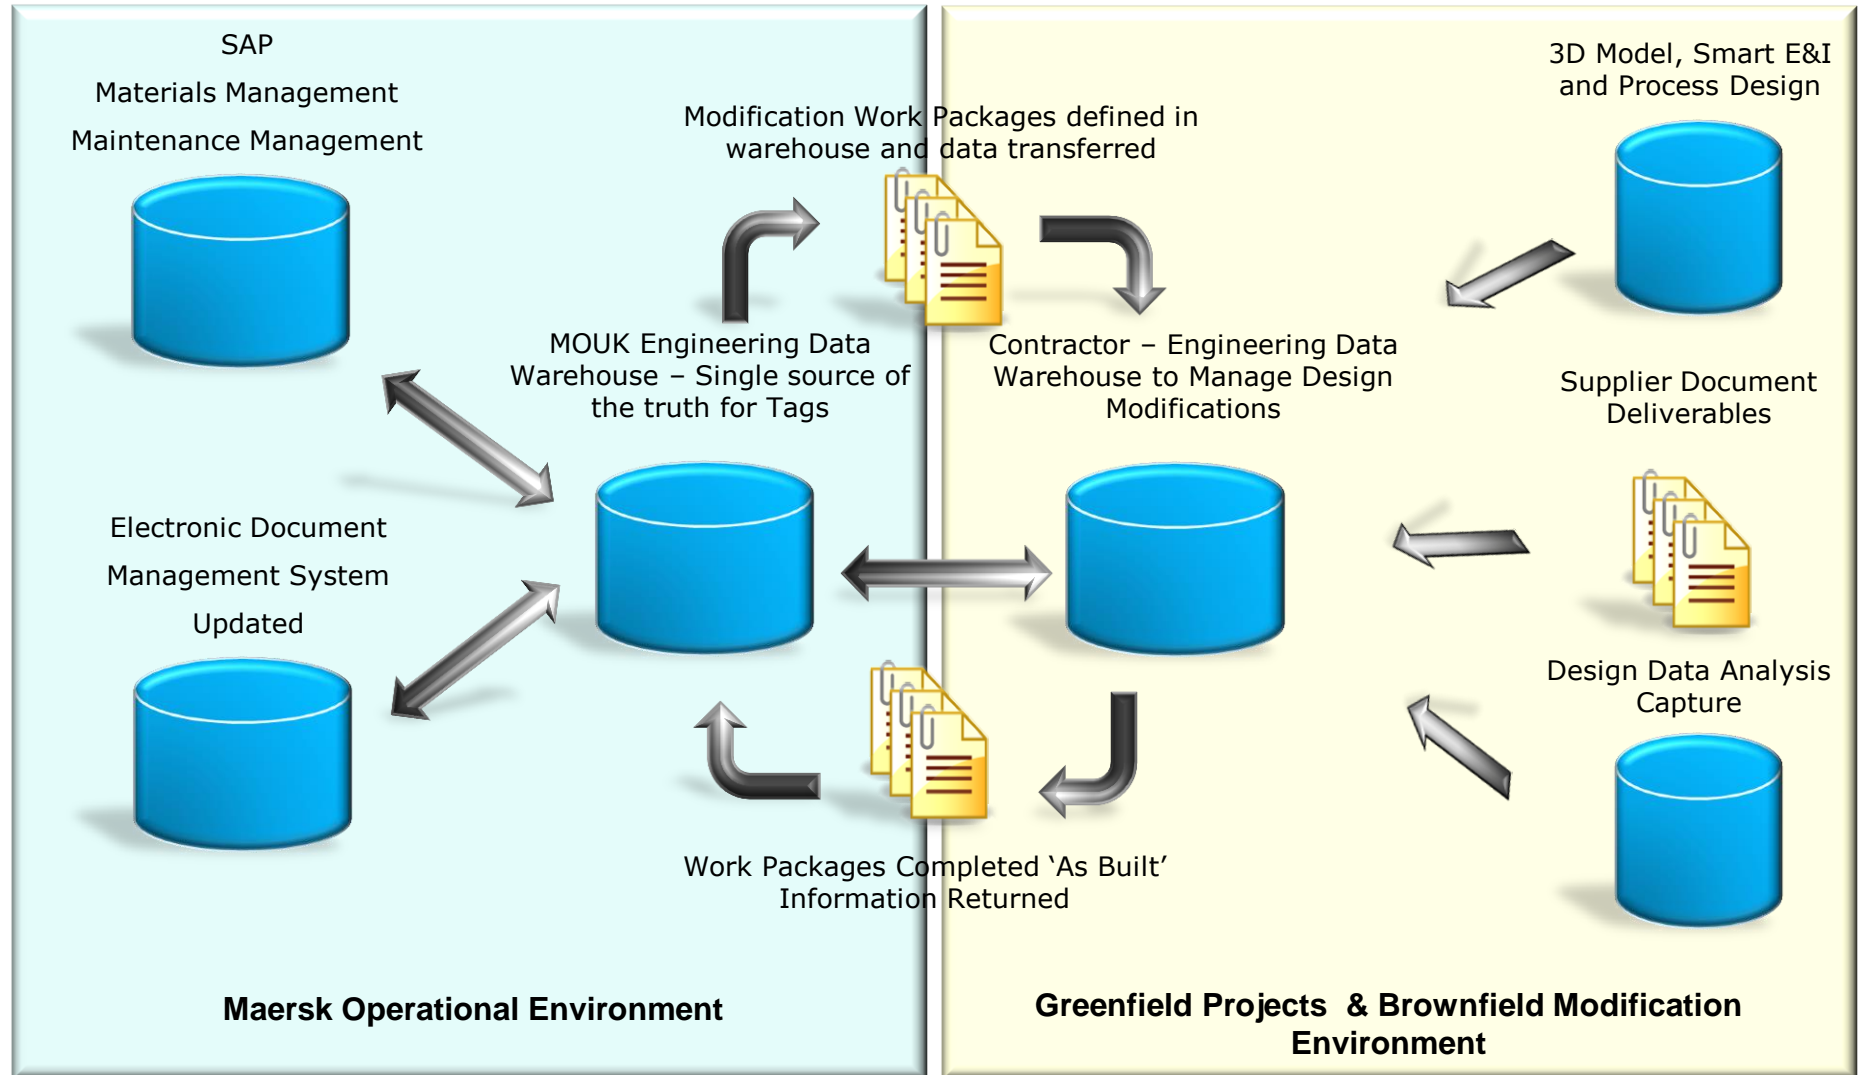 SAP
Materials Management
Maintenance Management
Modification Work Packages defined in
warehouse and data transferred
3D Model, Smart E&I
and Process Design
MOUK Engineering Data
Warehouse – Single source of
the truth for Tags
Contractor – Engineering Data
Warehouse to Manage Design
Modifications
Supplier Document
Deliverables
Electronic Document
Management System
Updated
Design Data Analysis
Capture
Work Packages Completed ‘As Built’
Information Returned
Maersk Operational Environment
Greenfield Projects & Brownfield Modification
Environment